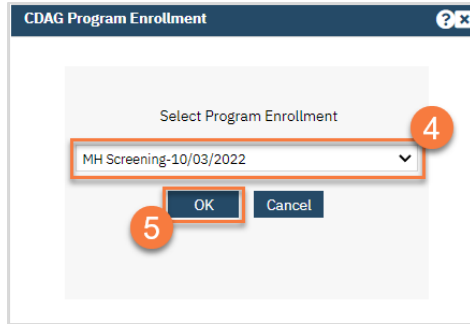 CDAG Program Enrollment ? x
Select Program Enrollment
4
MH Screening-10/03/2022
OK Cancel
5